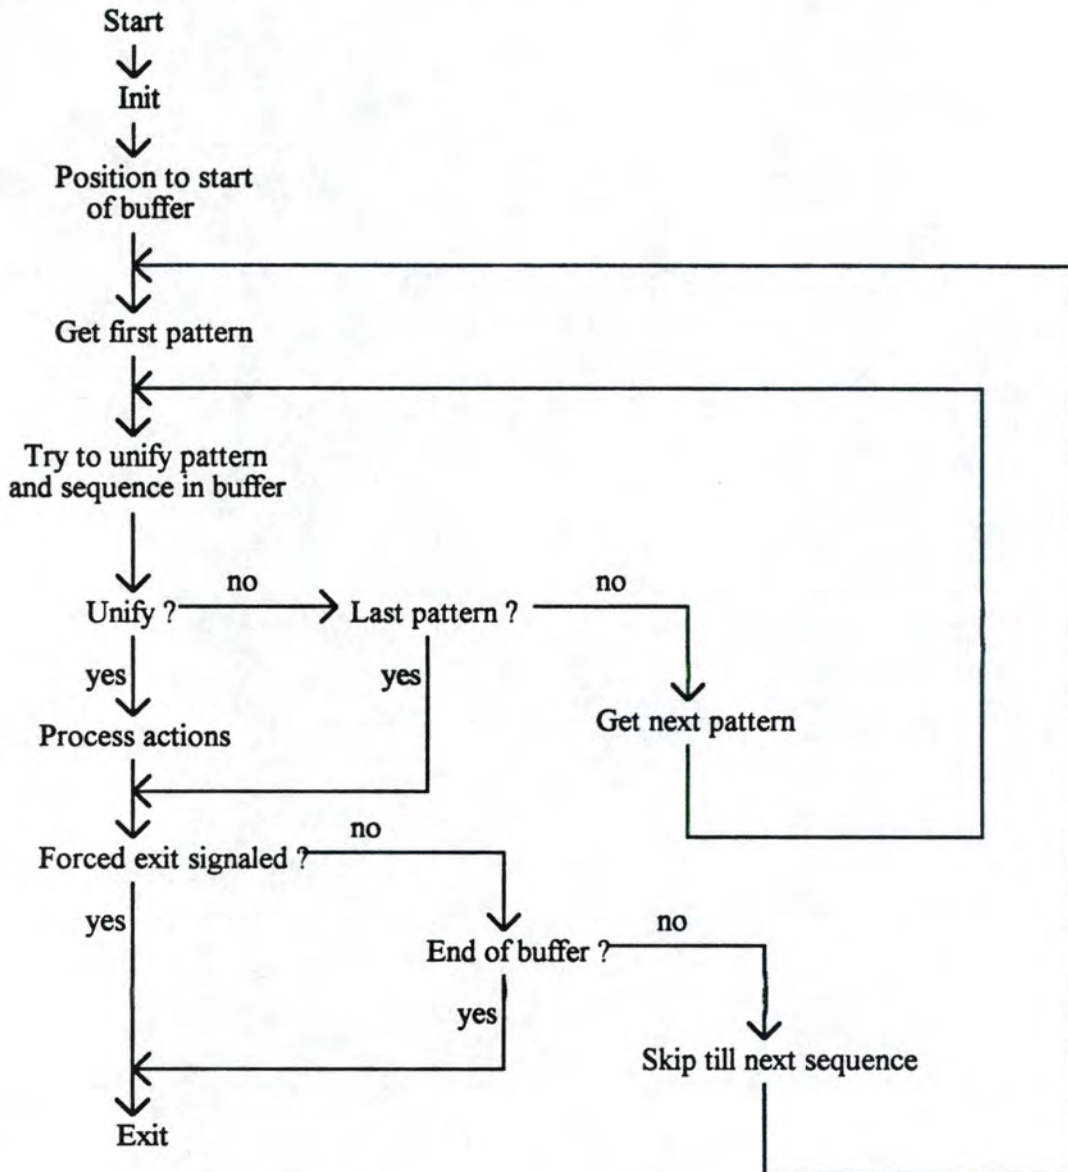 Start
Init
Position to start
of buffer
Get first pattern
Try to unify pattern
and sequence in buffer
no
no
Unify ?
Last pattern ?
yes
yes
Get next pattern
Process actions
no
Forced exit signaled ?
yes
no
End of buffer ?
yes
Skip till next sequence
Exit